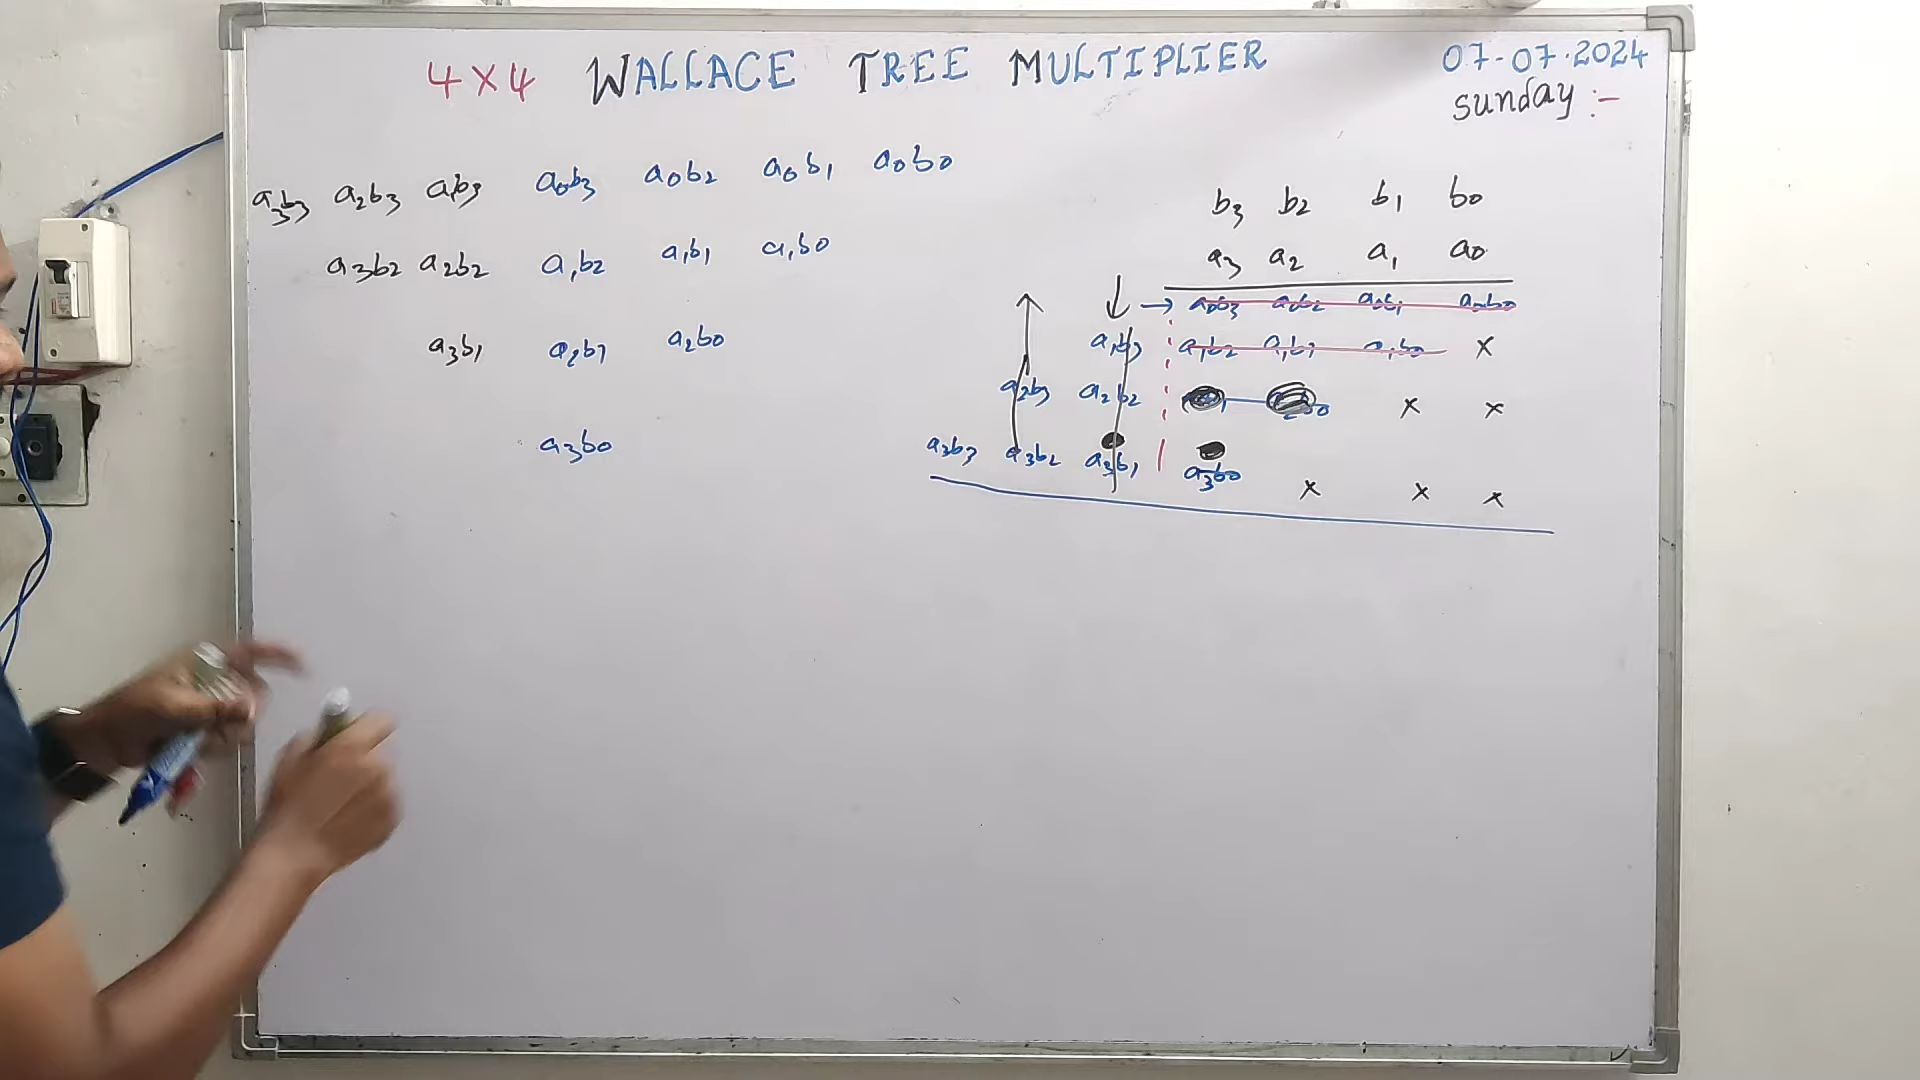 4 X 4 WALLACE TREE MULTIPLIER
07-07-2024
sunday :-
a3b3 a2b3 a1b3 a0b3 a0b2 a0b1 a0b0
a3b2 a2b2 a1b2 a1b1 a1b0
a3b1 a2b1 a2b0
a3b0
b3 b2 b1 b0
a3 a2 a1 a0
→ a0b3 a0b2 a0b1 a0b0
a1b3 a1b2 a1b1 a1b0 x
a2b3 a2b2 x x
a3b3 a3b2 a3b1 a3b0 x x x